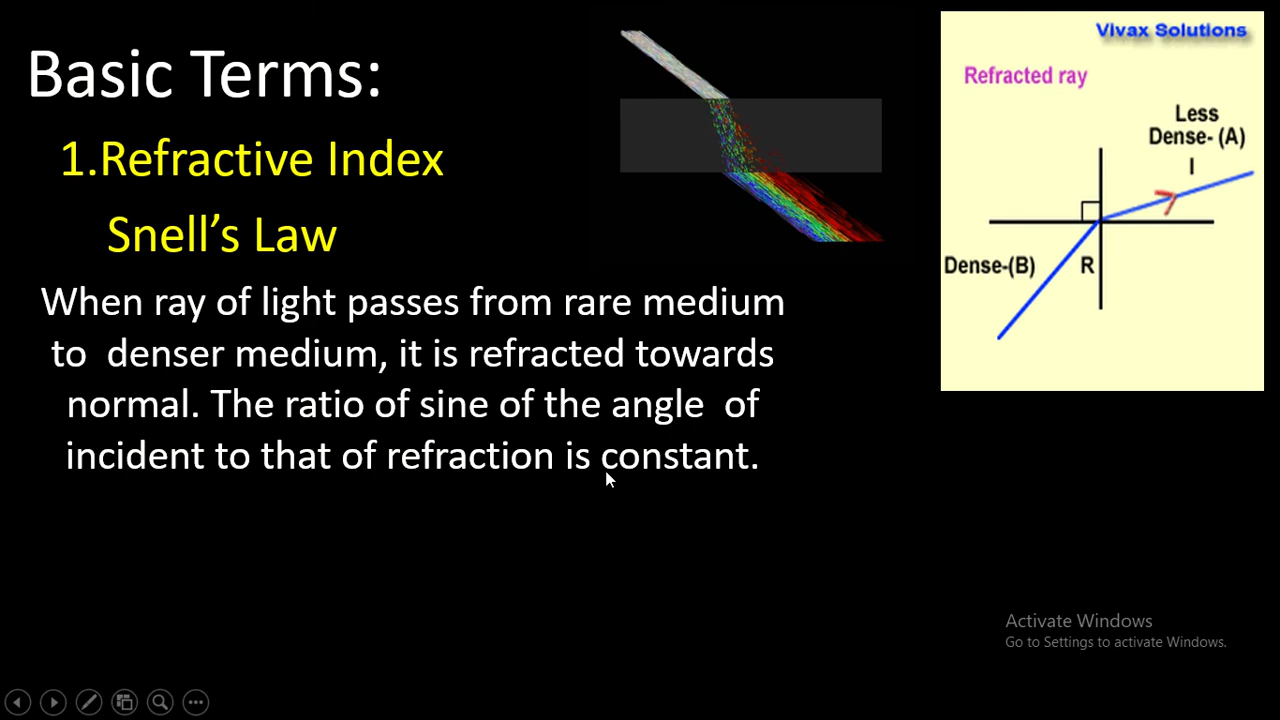 Basic Terms:
1.Refractive Index
Snell's Law
When ray of light passes from rare medium
to denser medium, it is refracted towards
normal. The ratio of sine of the angle of
incident to that of refraction is constant.
Vivax Solutions
Refracted ray
Less
Dense- (A)
I
Dense-(B)
R
Activate Windows
Go to Settings to activate Windows.